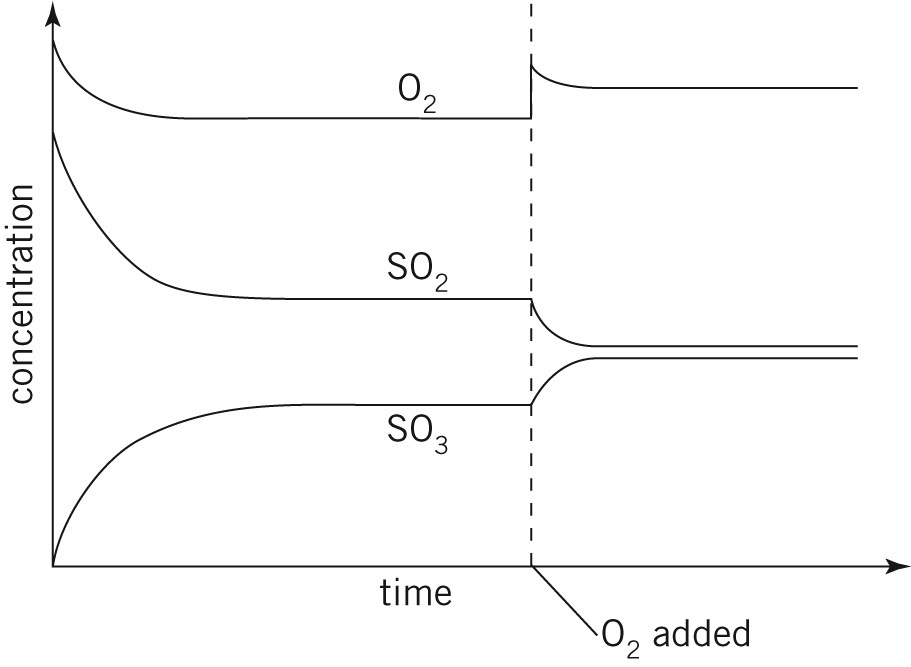 O₂
SO₂
SO₃
concentration
time
O₂ added